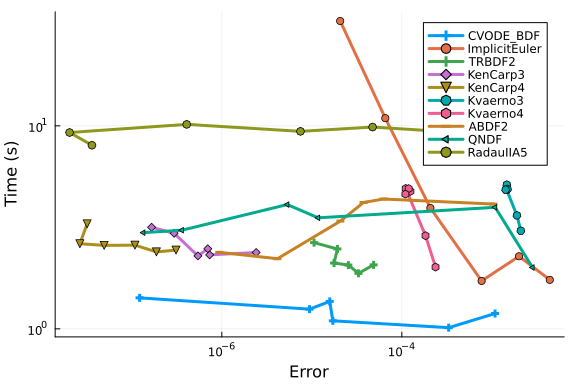 CVODE_BDF
ImplicitEuler
TRBDF2
KenCarp3
KenCarp4
Kvaerno3
Kvaerno4
ABDF2
QNDF
RadauIIA5
Time (s)
10¹
10⁰
10⁻⁶
10⁻⁴
Error